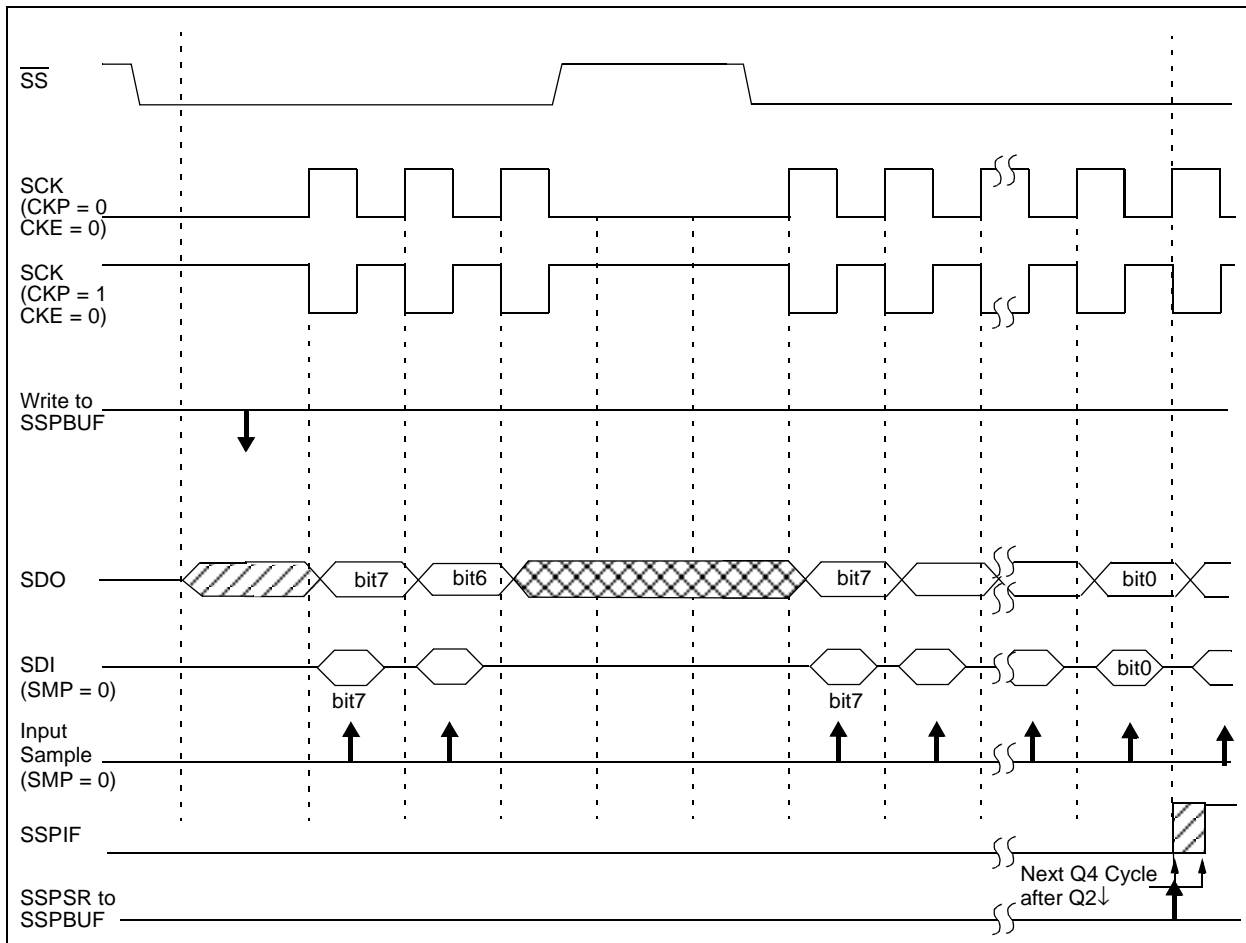 SS
SCK
(CKP = 0
CKE = 0)
SCK
(CKP = 1
CKE = 0)
Write to
SSPBUF
SDO
bit7
bit6
bit7
bit0
SDI
(SMP = 0)
bit7
bit7
bit0
Input
Sample
(SMP = 0)
SSPIF
Next Q4 Cycle
after Q2↓
SSPSR to
SSPBUF